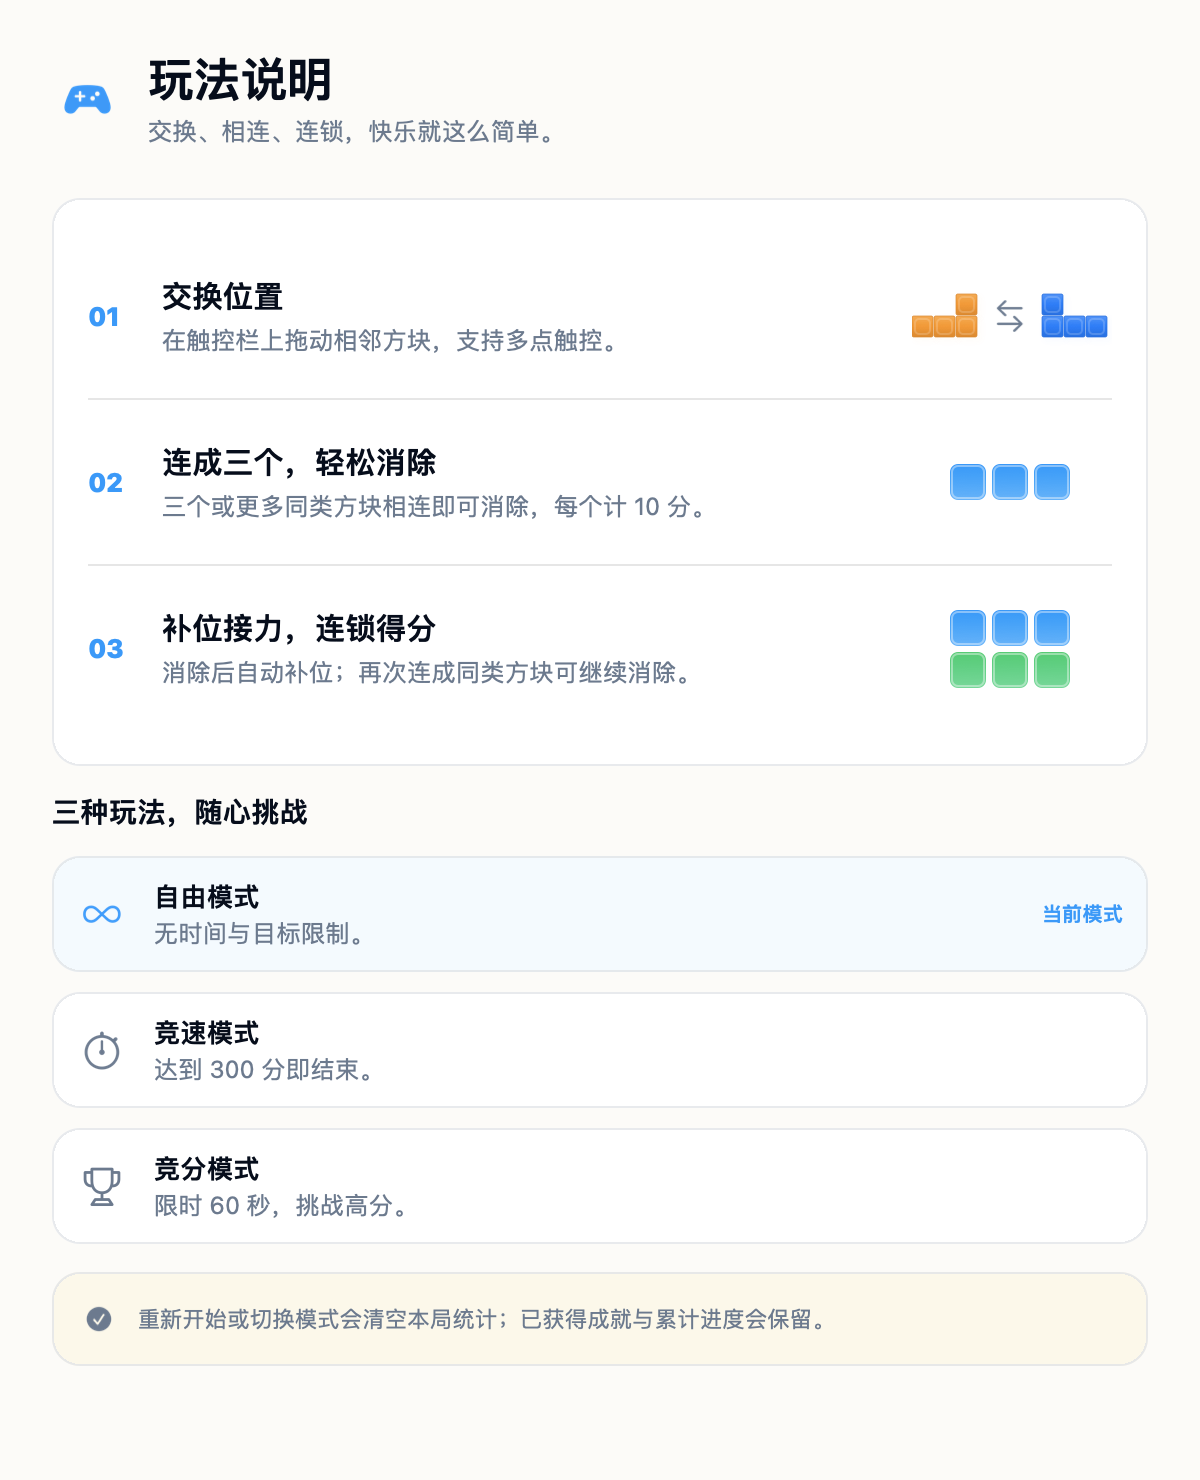 玩法说明
交换、相连、连锁，快乐就这么简单。
01
交换位置
在触控栏上拖动相邻方块，支持多点触控。
02
连成三个，轻松消除
三个或更多同类方块相连即可消除，每个计 10 分。
03
补位接力，连锁得分
消除后自动补位；再次连成同类方块可继续消除。
三种玩法，随心挑战
自由模式
无时间与目标限制。
当前模式
竞速模式
达到 300 分即结束。
竞分模式
限时 60 秒，挑战高分。
重新开始或切换模式会清空本局统计；已获得成就与累计进度会保留。